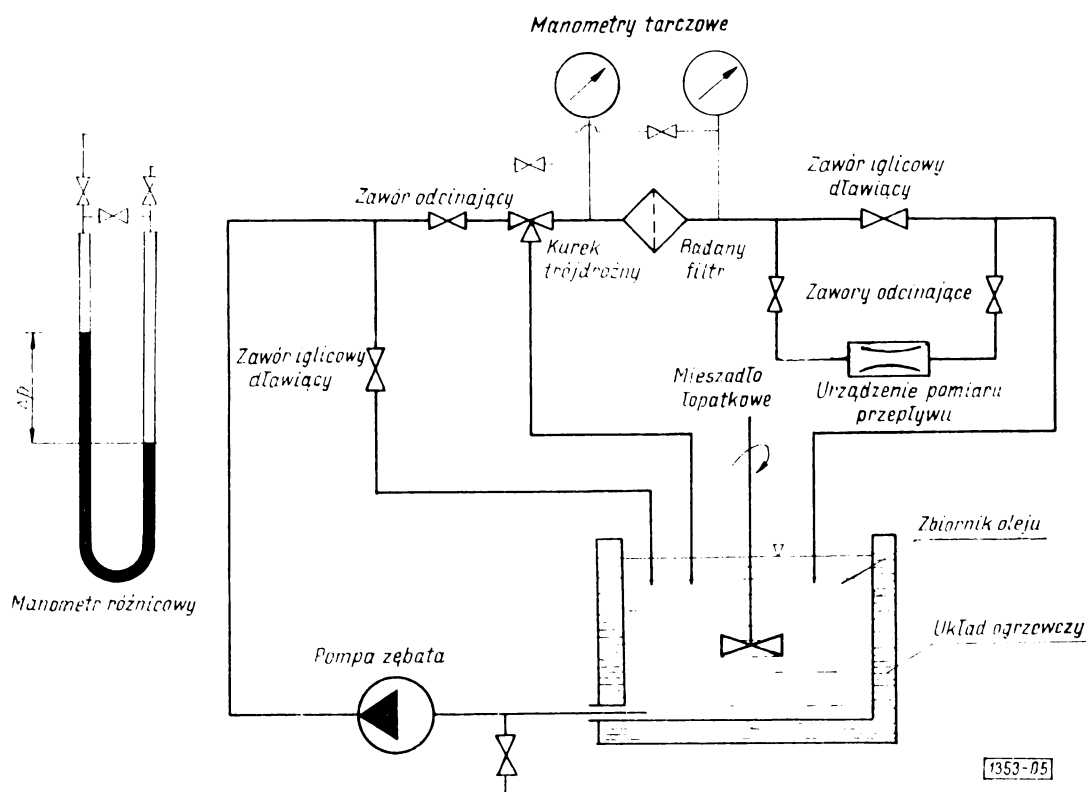 Manometry tarczowe
Zawór iglicowy
dławiący
Zawór odcinający
Kurek
trójdrożny
Badany
filtr
Zawory odcinające
Zawór iglicowy
dławiący
Mieszadło
łopatkowe
Urządzenie pomiaru
przepływu
Δp
Zbiornik oleju
Manometr różnicowy
Układ ogrzewczy
Pompa zębata
1353-05